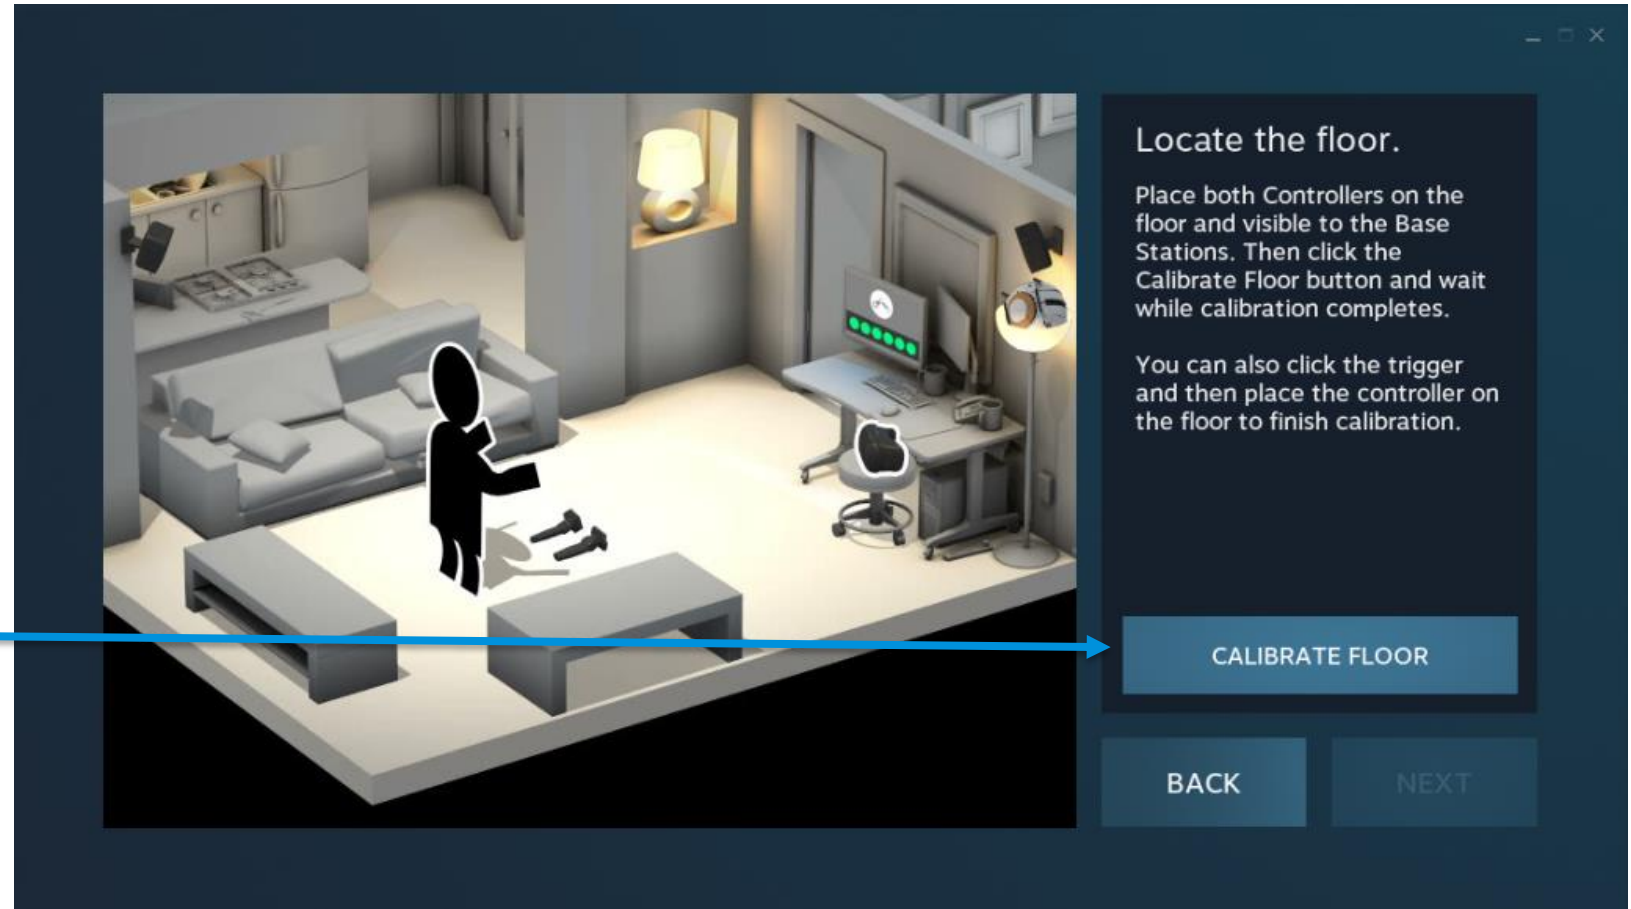 Locate the floor.
Place both Controllers on the
floor and visible to the Base
Stations. Then click the
Calibrate Floor button and wait
while calibration completes.
You can also click the trigger
and then place the controller on
the floor to finish calibration.
CALIBRATE FLOOR
BACK
NEXT